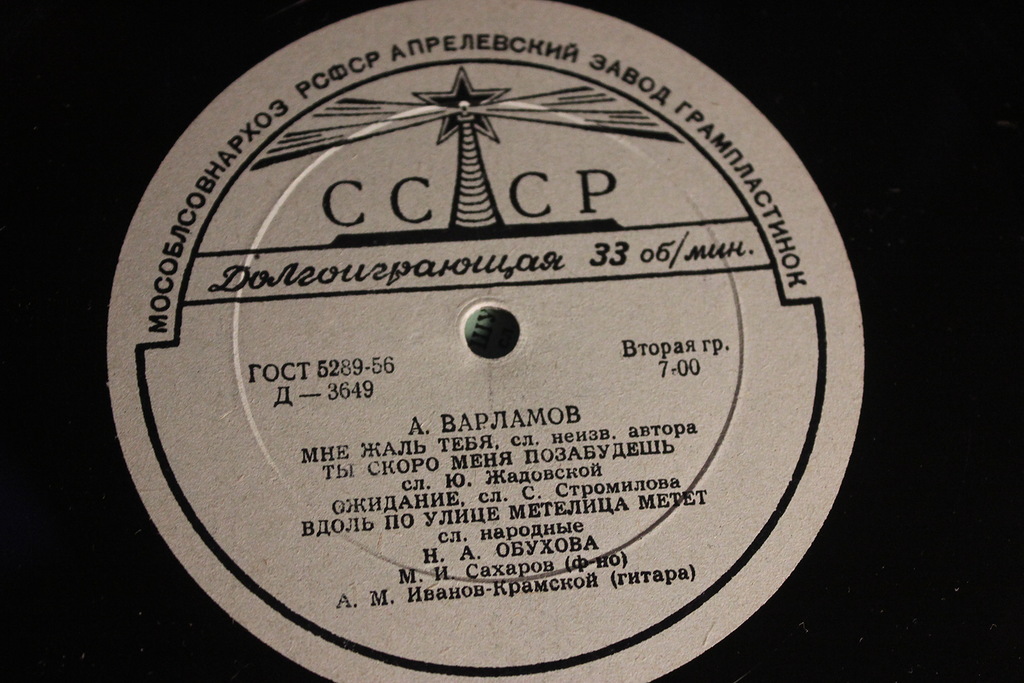 МОСОБЛСОВНАРХОЗ РСФСР АПРЕЛЕВСКИЙ ЗАВОД ГРАМПЛАСТИНОК
СССР
Долгоиграющая 33 об/мин.
ГОСТ 5289-56
Д — 3649
Вторая гр.
7-00
А. ВАРЛАМОВ
МНЕ ЖАЛЬ ТЕБЯ, сл. неизв. автора
ТЫ СКОРО МЕНЯ ПОЗАБУДЕШЬ
сл. Ю. Жадовской
ОЖИДАНИЕ, сл. С. Стромилова
ВДОЛЬ ПО УЛИЦЕ МЕТЕЛИЦА МЕТЕТ
сл. народные
Н. А. ОБУХОВА
М. И. Сахаров (ф-но)
А. М. Иванов-Крамской (гитара)